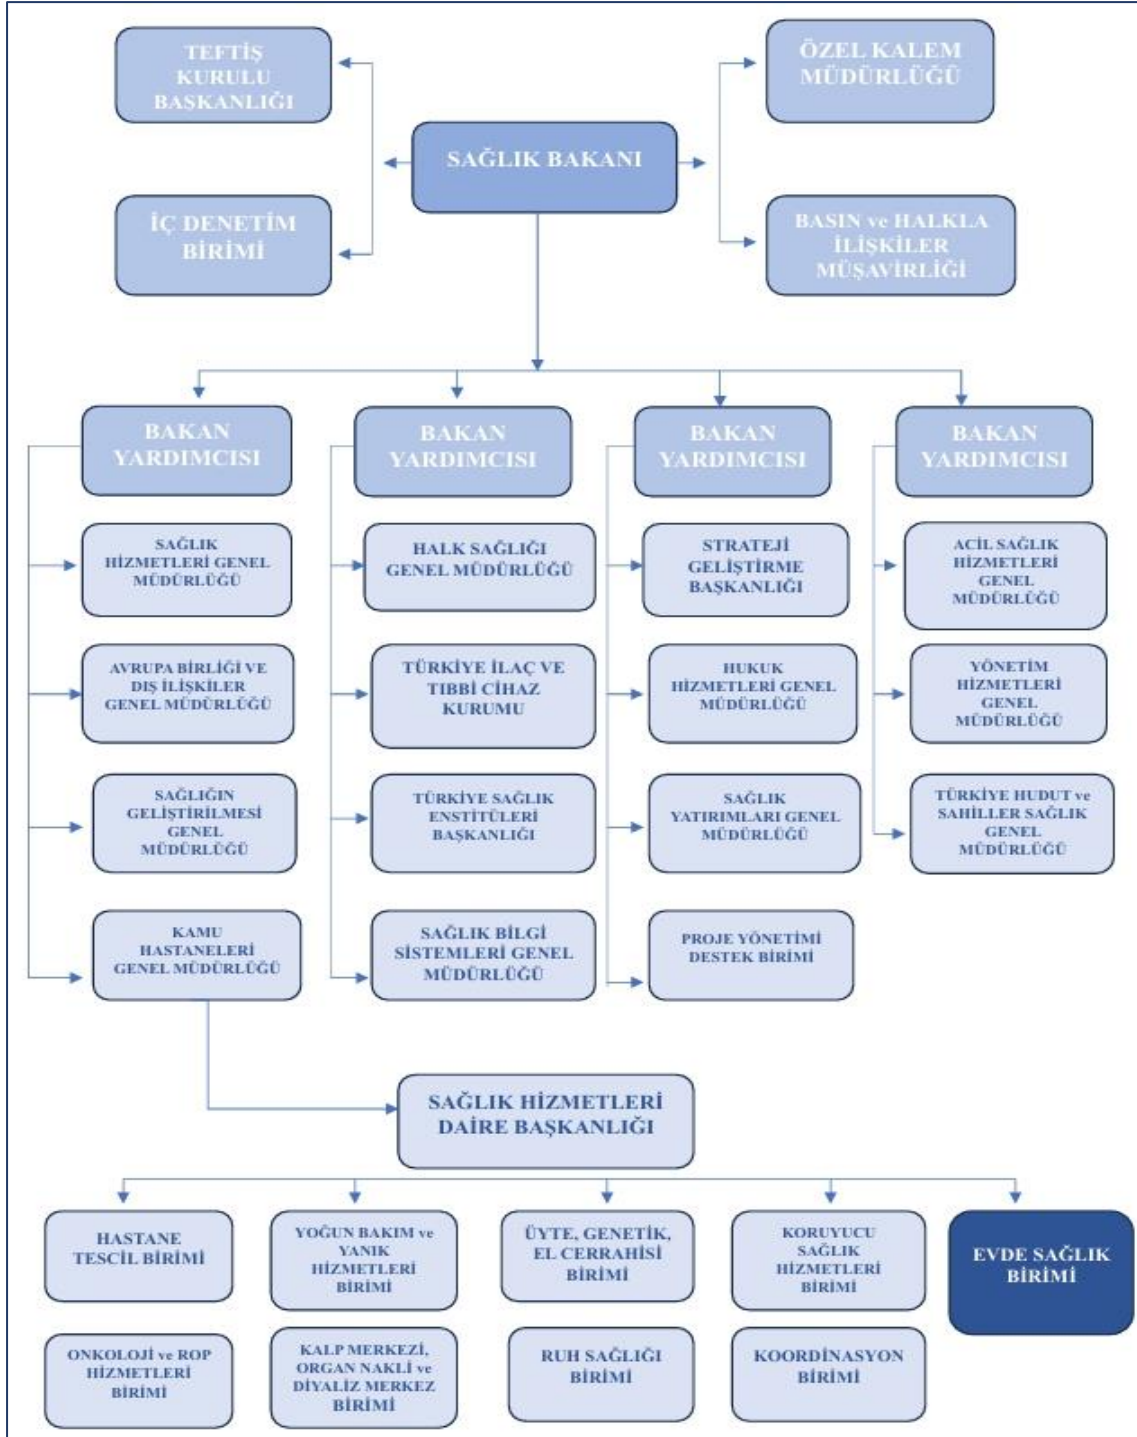 TEFTİŞ
KURULU
BAŞKANLIĞI
ÖZEL KALEM
MÜDÜRLÜĞÜ
SAĞLIK BAKANI
İÇ DENETİM
BİRİMİ
BASIN ve HALKLA
İLİŞKİLER
MÜŞAVİRLİĞİ
BAKAN
YARDIMCISI
BAKAN
YARDIMCISI
BAKAN
YARDIMCISI
BAKAN
YARDIMCISI
SAĞLIK
HİZMETLERİ GENEL
MÜDÜRLÜĞÜ
HALK SAĞLIĞI
GENEL MÜDÜRLÜĞÜ
STRATEJİ
GELİŞTİRME
BAŞKANLIĞI
ACİL SAĞLIK
HİZMETLERİ
GENEL
MÜDÜRLÜĞÜ
AVRUPA BİRLİĞİ VE
DIŞ İLİŞKİLER
GENEL MÜDÜRLÜĞÜ
TÜRKİYE İLAÇ VE
TIBBİ CİHAZ
KURUMU
HUKUK
HİZMETLERİ GENEL
MÜDÜRLÜĞÜ
YÖNETİM
HİZMETLERİ
GENEL
MÜDÜRLÜĞÜ
SAĞLIĞIN
GELİŞTİRİLMESİ
GENEL
MÜDÜRLÜĞÜ
TÜRKİYE SAĞLIK
ENSTİTÜLERİ
BAŞKANLIĞI
SAĞLIK
YATIRIMLARI GENEL
MÜDÜRLÜĞÜ
TÜRKİYE HUDUT ve
SAHİLLER SAĞLIK
GENEL
MÜDÜRLÜĞÜ
KAMU
HASTANELERİ
GENEL MÜDÜRLÜĞÜ
SAĞLIK BİLGİ
SİSTEMLERİ GENEL
MÜDÜRLÜĞÜ
PROJE YÖNETİMİ
DESTEK BİRİMİ
SAĞLIK HİZMETLERİ
DAİRE BAŞKANLIĞI
HASTANE
TESCİL BİRİMİ
YOĞUN BAKIM ve
YANIK
HİZMETLERİ
BİRİMİ
ÜYTE, GENETİK,
EL CERRAHİSİ
BİRİMİ
KORUYUCU
SAĞLIK
HİZMETLERİ BİRİMİ
EVDE SAĞLIK
BİRİMİ
ONKOLOJİ ve ROP
HİZMETLERİ
BİRİMİ
KALP MERKEZİ,
ORGAN NAKLİ ve
DİYALİZ MERKEZ
BİRİMİ
RUH SAĞLIĞI
BİRİMİ
KOORDİNASYON
BİRİMİ